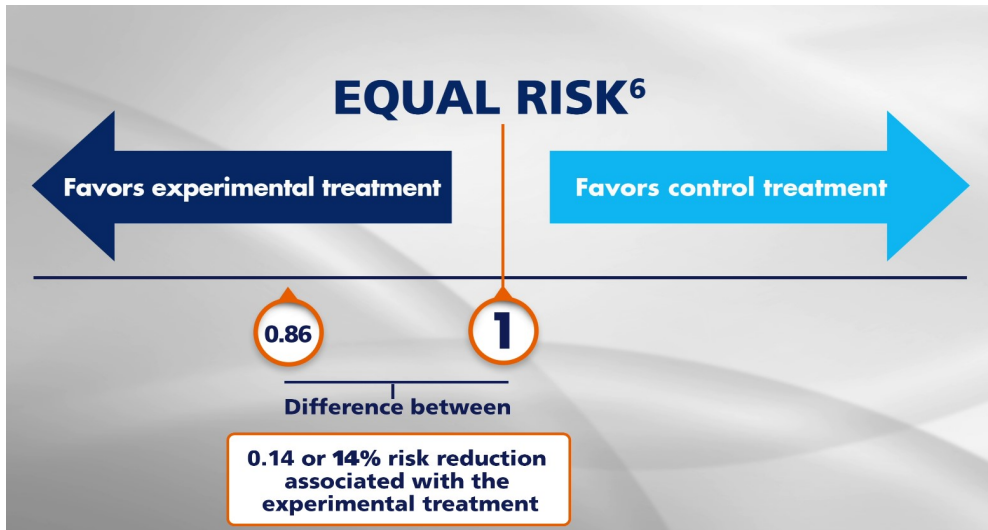 EQUAL RISK⁶
Favors experimental treatment
Favors control treatment
0.86
1
Difference between
0.14 or 14% risk reduction
associated with the
experimental treatment